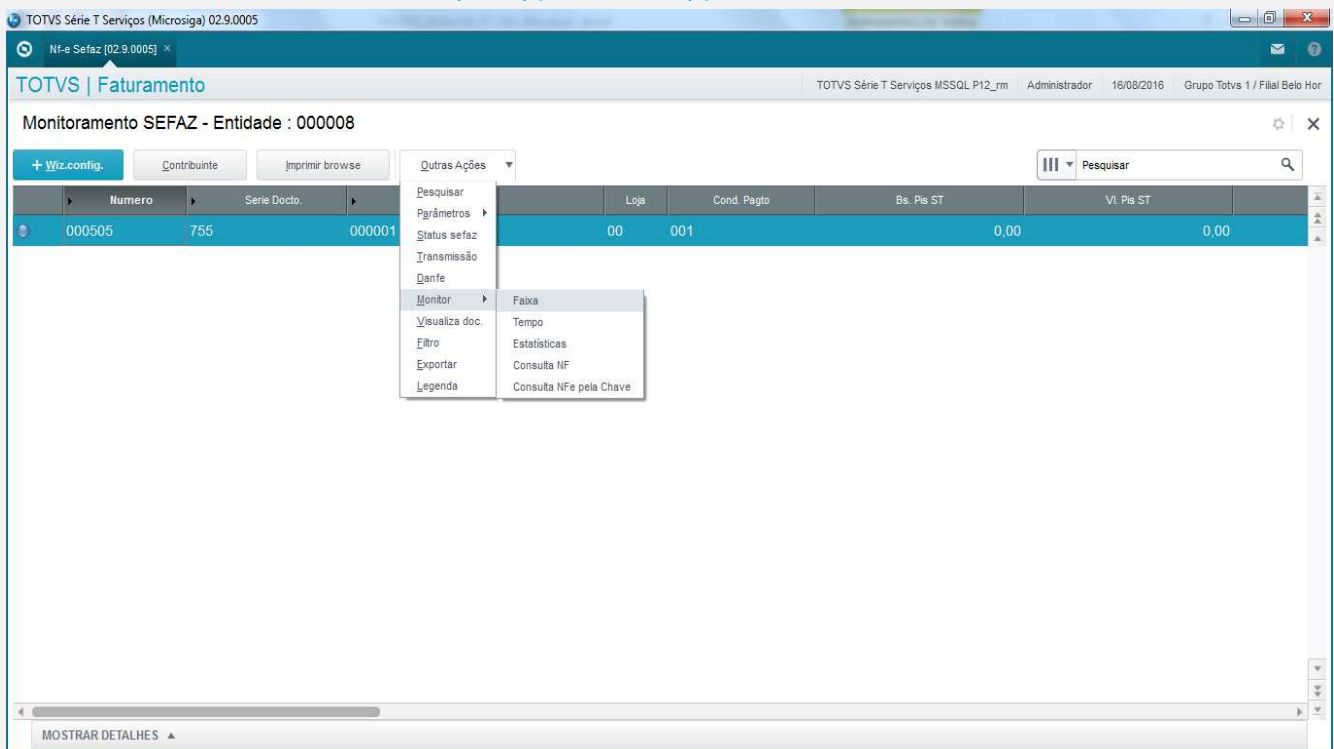 TOTVS Série T Serviços (Microsiga) 02.9.0005
Nf-e Sefaz [02.9.0005] ×
TOTVS | Faturamento TOTVS Série T Serviços MSSQL P12_rm Administrador 16/08/2016 Grupo Totvs 1 / Filial Belo Hor
Monitoramento SEFAZ - Entidade : 000008
+ Wiz.config. Contribuinte Imprimir browse Outras Ações Pesquisar
Numero Serie Docto. Loja Cond. Pagto Bs. Pis ST Vl. Pis ST
000505 755 000001 00 001 0,00 0,00
Pesquisar
Parâmetros
Status sefaz
Transmissão
Danfe
Monitor
Visualiza doc.
Filtro
Exportar
Legenda
Faixa
Tempo
Estatísticas
Consulta NF
Consulta NFe pela Chave
MOSTRAR DETALHES